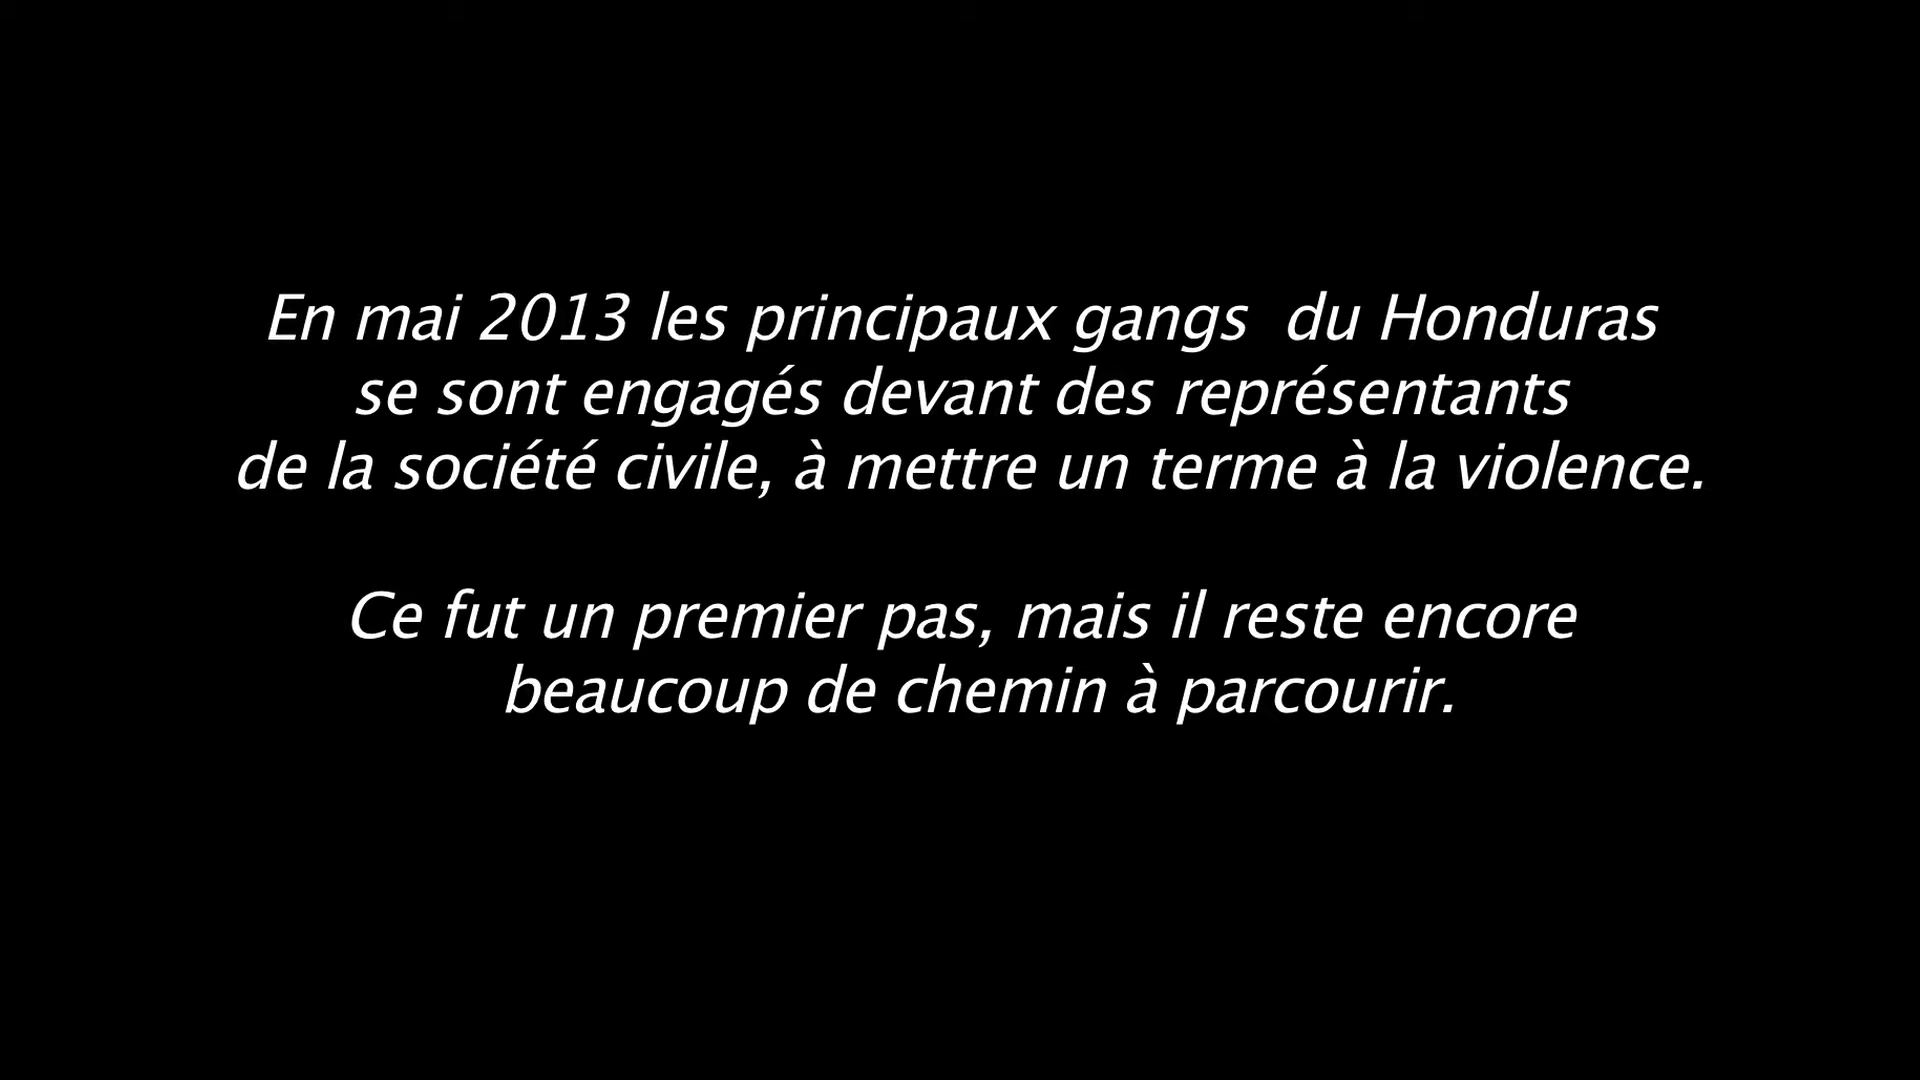 En mai 2013 les principaux gangs  du Honduras
se sont engagés devant des représentants
de la société civile, à mettre un terme à la violence.
Ce fut un premier pas, mais il reste encore
beaucoup de chemin à parcourir.